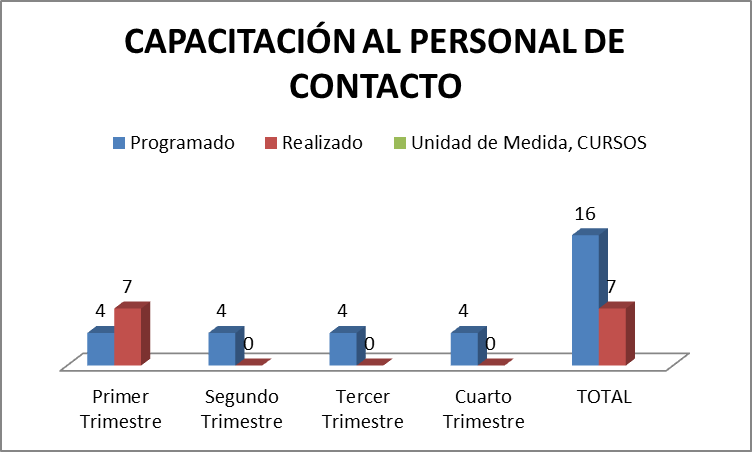 CAPACITACIÓN AL PERSONAL DE
CONTACTO
Programado Realizado Unidad de Medida, CURSOS
16
7 7
4 4 4 4
0 0 0
Primer Segundo Tercer Cuarto TOTAL
Trimestre Trimestre Trimestre Trimestre